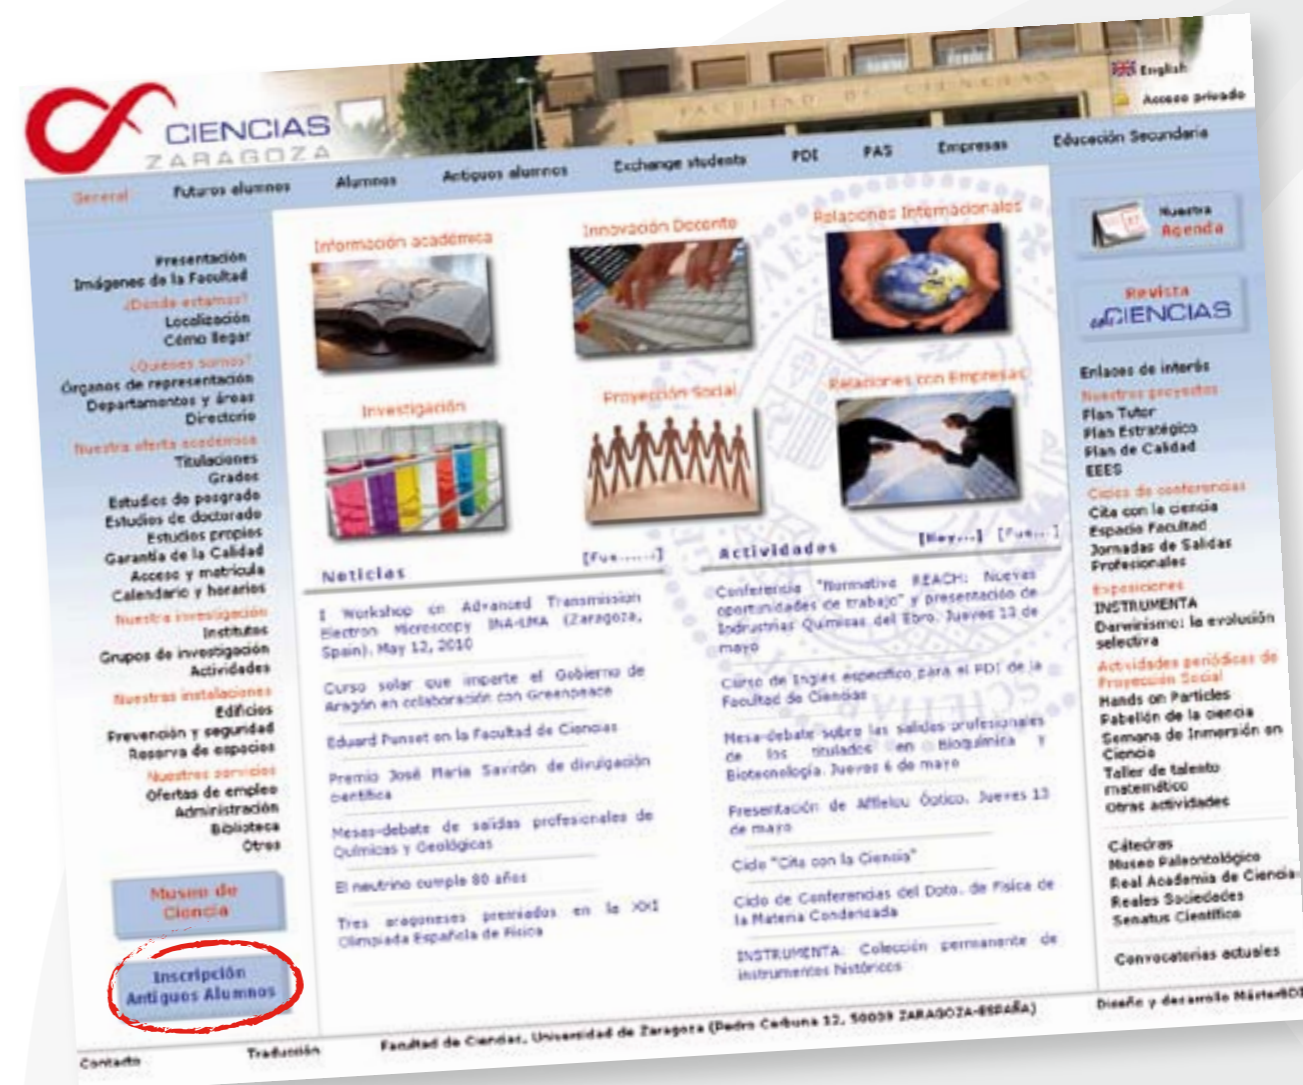 CIENCIAS
ZARAGOZA
FACULTAD DE CIENCIAS
English
Acceso privado
General
Futuros alumnos
Alumnos
Antiguos alumnos
Exchange students
PDI
PAS
Empresas
Educación Secundaria
Presentación
Imágenes de la Facultad
¿Dónde estamos?
Localización
Cómo llegar
¿Quiénes somos?
Órganos de representación
Departamentos y áreas
Directorio
Nuestra oferta académica
Titulaciones
Grados
Estudios de posgrado
Estudios de doctorado
Estudios propios
Garantía de la Calidad
Acceso y matrícula
Calendario y horarios
Nuestra investigación
Institutos
Grupos de investigación
Actividades
Nuestras instalaciones
Edificios
Prevención y seguridad
Reserva de espacios
Nuestros servicios
Ofertas de empleo
Administración
Biblioteca
Otros
Museo de
Ciencia
Inscripción
Antiguos Alumnos
Información académica
Innovación Docente
Relaciones Internacionales
Investigación
Proyección Social
Relaciones con Empresas
Noticias
[Fue......]
I Workshop on Advanced Transmission
Electron Microscopy INA-LMA (Zaragoza,
Spain). May 12, 2010
Curso solar que imparte el Gobierno de
Aragón en colaboración con Greenpeace
Eduard Punset en la Facultad de Ciencias
Premio José María Savirón de divulgación
científica
Mesas-debate de salidas profesionales de
Químicas y Geológicas
El neutrino cumple 80 años
Tres aragoneses premiados en la XXI
Olimpiada Española de Física
Actividades
[Hoy...] [Fue...]
Conferencia "Normativa REACH: Nuevas
oportunidades de trabajo" y presentación de
Indrustrias Químicas del Ebro. Jueves 13 de
mayo
Curso de Inglés específico para el PDI de la
Facultad de Ciencias
Mesa-debate sobre las salidas profesionales
de los titulados en Bioquímica y
Biotecnología. Jueves 6 de mayo
Presentación de Afflelou Óptico. Jueves 13
de mayo
Ciclo "Cita con la Ciencia"
Ciclo de Conferencias del Dpto. de Física de
la Materia Condensada
INSTRUMENTA: Colección permanente de
instrumentos históricos
Nuestra
Agenda
Revista
conCIENCIAS
Enlaces de interés
Nuestros proyectos
Plan Tutor
Plan Estratégico
Plan de Calidad
EEES
Ciclos de conferencias
Cita con la ciencia
Espacio Facultad
Jornadas de Salidas
Profesionales
Exposiciones
INSTRUMENTA
Darwinismo: la evolución
selectiva
Actividades periódicas de
Proyección Social
Hands on Particles
Pabellón de la ciencia
Semana de Inmersión en
Ciencia
Taller de talento
matemático
Otras actividades
Cátedras
Museo Paleontológico
Real Academia de Ciencias
Reales Sociedades
Senatus Científico
Convocatorias actuales
Contacto
Traducción
Facultad de Ciencias, Universidad de Zaragoza (Pedro Cerbuna 12, 50009 ZARAGOZA-ESPAÑA)
Diseño y desarrollo